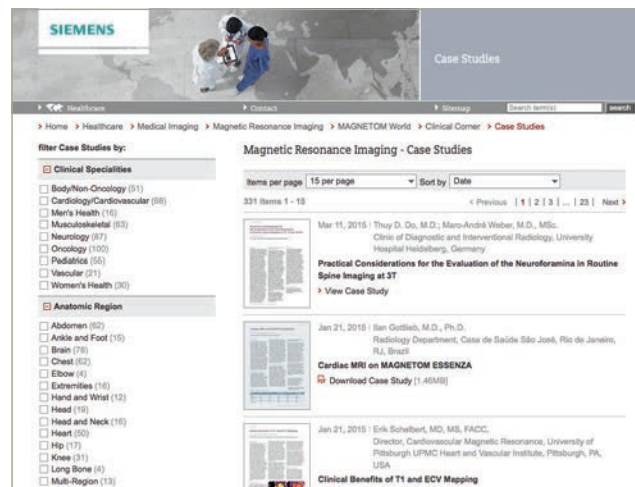 SIEMENS
Case Studies
Healthcare
Contact
Sitemap
Search term(s)
search
Home > Healthcare > Medical Imaging > Magnetic Resonance Imaging > MAGNETOM World > Clinical Corner > Case Studies
filter Case Studies by:
Clinical Specialities
Body/Non-Oncology (51)
Cardiology/Cardiovascular (68)
Men's Health (16)
Musculoskeletal (63)
Neurology (87)
Oncology (100)
Pediatrics (55)
Vascular (21)
Women's Health (30)
Anatomic Region
Abdomen (62)
Ankle and Foot (15)
Brain (78)
Chest (62)
Elbow (4)
Extremities (16)
Hand and Wrist (12)
Head (19)
Head and Neck (16)
Heart (50)
Hip (17)
Knee (31)
Long Bone (4)
Multi-Region (13)
Magnetic Resonance Imaging - Case Studies
Items per page 15 per page Sort by Date
331 items 1 - 15 < Previous | 1 | 2 | 3 | ... | 23 | Next >
Mar 11, 2015 | Thuy D. Do, M.D.; Marc-André Weber, M.D., MSc.
Clinic of Diagnostic and Interventional Radiology, University
Hospital Heidelberg, Germany
Practical Considerations for the Evaluation of the Neuroforamina in Routine
Spine Imaging at 3T
> View Case Study
Jan 21, 2015 | Ilan Gottlieb, M.D., Ph.D.
Radiology Department, Casa de Saúde São José, Rio de Janeiro,
RJ, Brazil
Cardiac MRI on MAGNETOM ESSENZA
Download Case Study [1.46MB]
Jan 21, 2015 | Erik Schelbert, MD, MS, FACC,
Director, Cardiovascular Magnetic Resonance, University of
Pittsburgh UPMC Heart and Vascular Institute, Pittsburgh, PA,
USA
Clinical Benefits of T1 and ECV Mapping